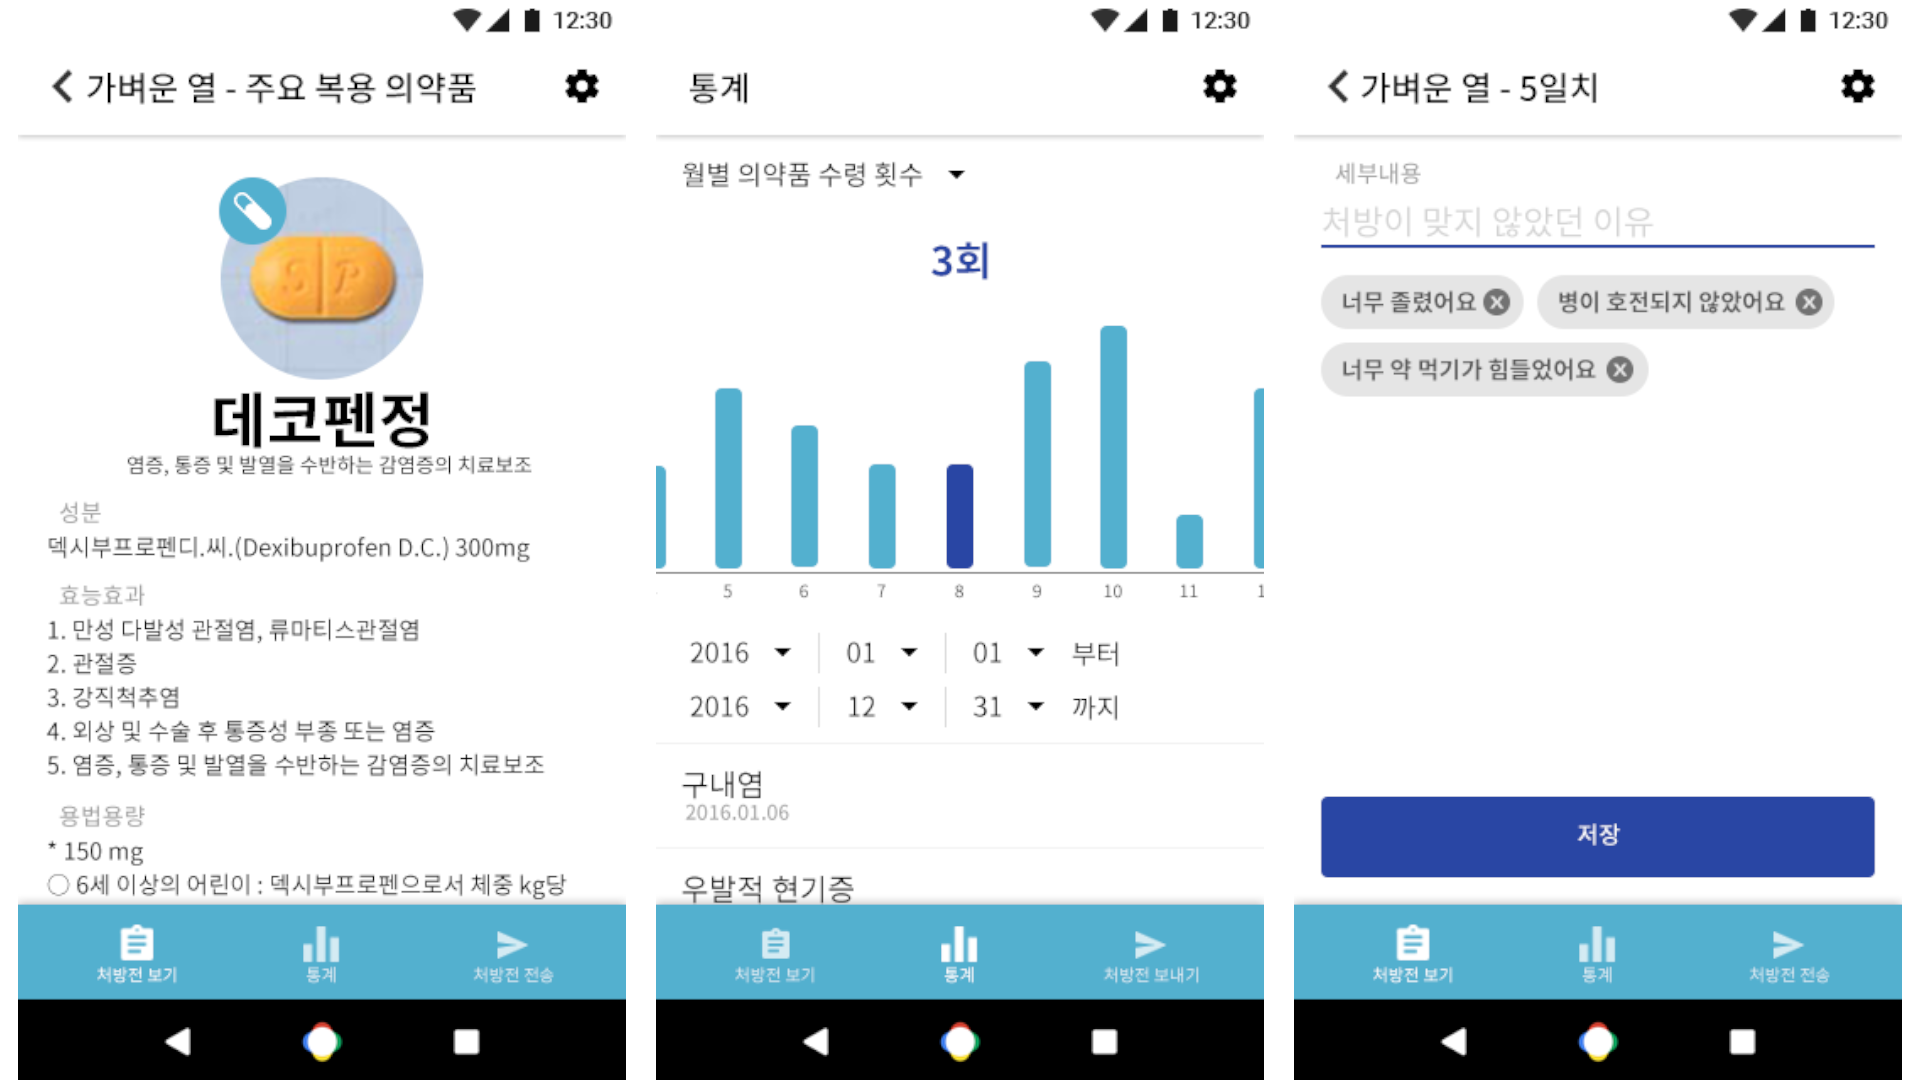 12:30
가벼운 열 - 주요 복용 의약품
SP
데코펜정
염증, 통증 및 발열을 수반하는 감염증의 치료보조
성분
덱시부프로펜디.씨.(Dexibuprofen D.C.) 300mg
효능효과
1. 만성 다발성 관절염, 류마티스관절염
2. 관절증
3. 강직척추염
4. 외상 및 수술 후 통증성 부종 또는 염증
5. 염증, 통증 및 발열을 수반하는 감염증의 치료보조
용법용량
* 150 mg
○ 6세 이상의 어린이 : 덱시부프로펜으로서 체중 kg당
처방전 보기 통계 처방전 전송
12:30
통계
월별 의약품 수령 횟수
3회
5 6 7 8 9 10 11 1
2016 01 01 부터
2016 12 31 까지
구내염
2016.01.06
우발적 현기증
처방전 보기 통계 처방전 보내기
12:30
가벼운 열 - 5일치
세부내용
처방이 맞지 않았던 이유
너무 졸렸어요 병이 호전되지 않았어요
너무 약 먹기가 힘들었어요
저장
처방전 보기 통계 처방전 전송